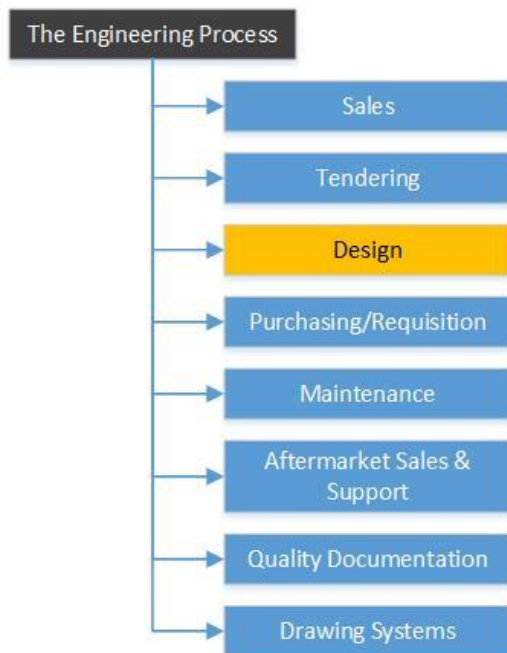 The Engineering Process
Sales
Tendering
Design
Purchasing/Requisition
Maintenance
Aftermarket Sales &
Support
Quality Documentation
Drawing Systems